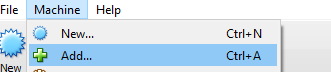 File Machine Help
New... Ctrl+N
Add... Ctrl+A
New